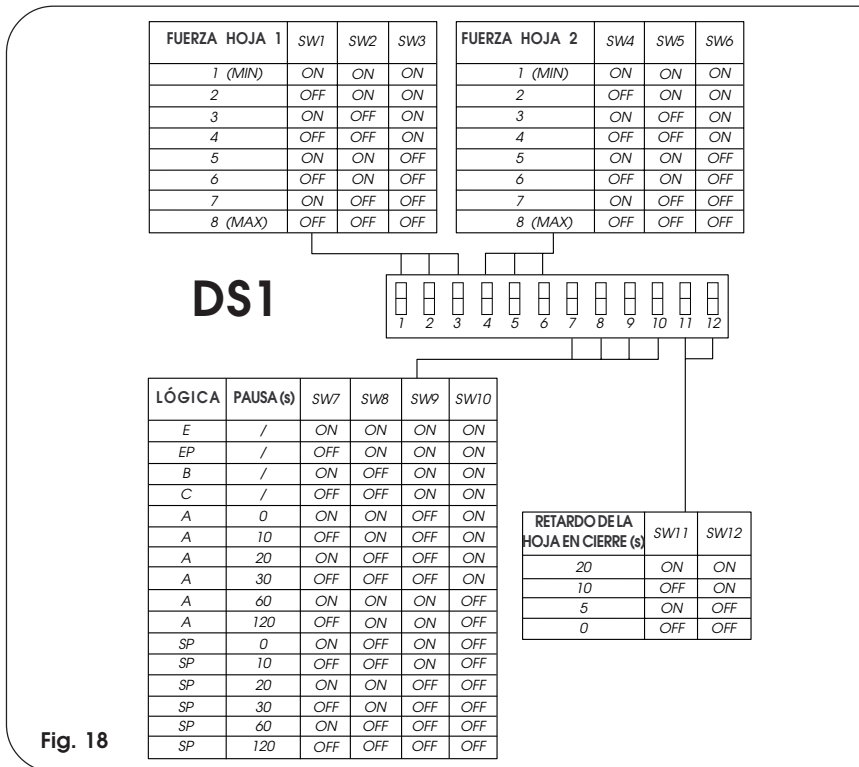 FUERZA HOJA 1 SW1 SW2 SW3
1 (MIN) ON ON ON
2 OFF ON ON
3 ON OFF ON
4 OFF OFF ON
5 ON ON OFF
6 OFF ON OFF
7 ON OFF OFF
8 (MAX) OFF OFF OFF
FUERZA HOJA 2 SW4 SW5 SW6
1 (MIN) ON ON ON
2 OFF ON ON
3 ON OFF ON
4 OFF OFF ON
5 ON ON OFF
6 OFF ON OFF
7 ON OFF OFF
8 (MAX) OFF OFF OFF
DS1
1 2 3 4 5 6 7 8 9 10 11 12
LÓGICA PAUSA (s) SW7 SW8 SW9 SW10
E / ON ON ON ON
EP / OFF ON ON ON
B / ON OFF ON ON
C / OFF OFF ON ON
A 0 ON ON OFF ON
A 10 OFF ON OFF ON
A 20 ON OFF OFF ON
A 30 OFF OFF OFF ON
A 60 ON ON ON OFF
A 120 OFF ON ON OFF
SP 0 ON OFF ON OFF
SP 10 OFF OFF ON OFF
SP 20 ON ON OFF OFF
SP 30 OFF ON OFF OFF
SP 60 ON OFF OFF OFF
SP 120 OFF OFF OFF OFF
RETARDO DE LA
HOJA EN CIERRE (s) SW11 SW12
20 ON ON
10 OFF ON
5 ON OFF
0 OFF OFF
Fig. 18